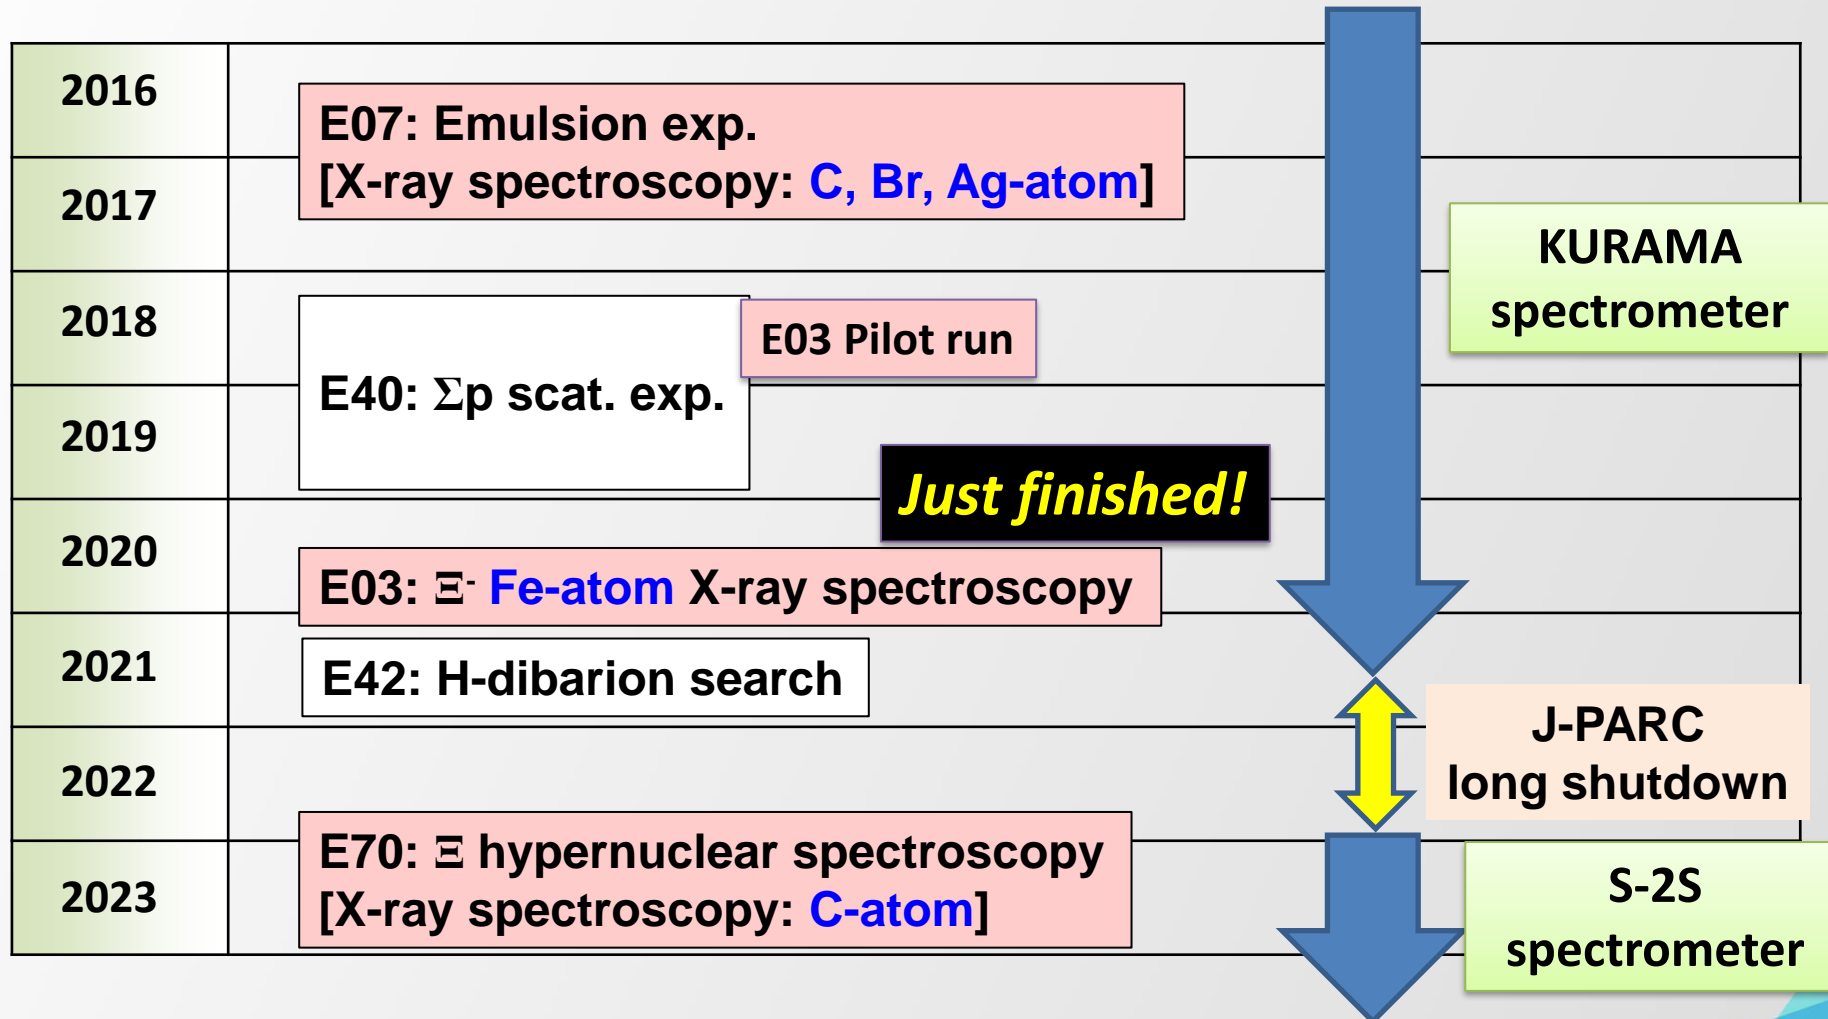 2016
E07: Emulsion exp.
[X-ray spectroscopy: C, Br, Ag-atom]
2017
KURAMA
spectrometer
2018
E03 Pilot run
E40: Σp scat. exp.
2019
Just finished!
2020
E03: Ξ⁻ Fe-atom X-ray spectroscopy
2021
E42: H-dibarion search
J-PARC
long shutdown
2022
E70: Ξ hypernuclear spectroscopy
[X-ray spectroscopy: C-atom]
2023
S-2S
spectrometer